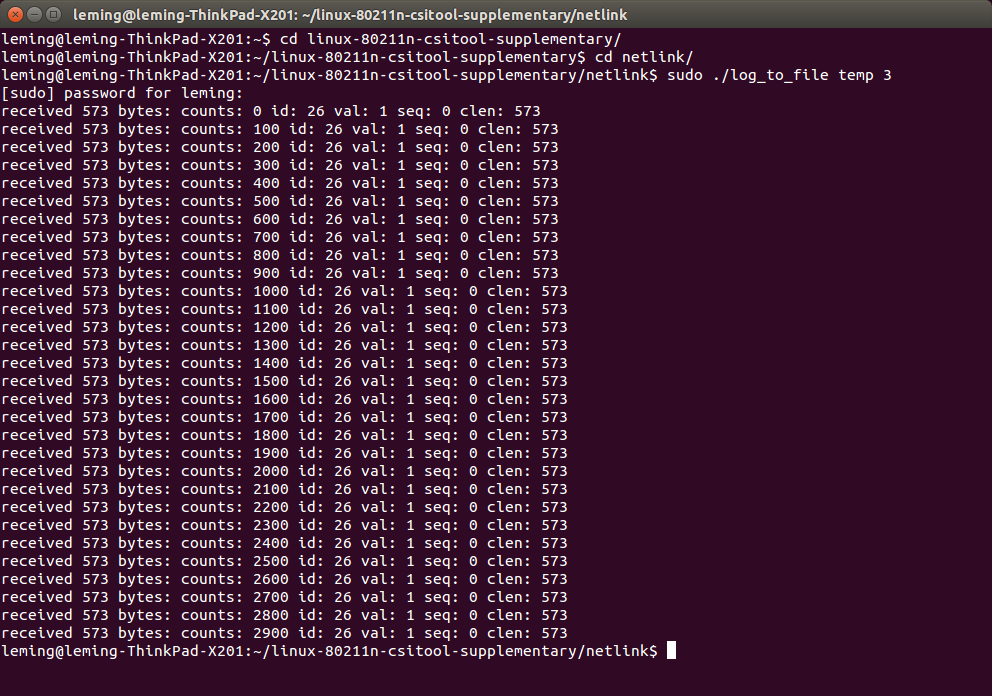 leming@leming-ThinkPad-X201: ~/linux-80211n-csitool-supplementary/netlink
leming@leming-ThinkPad-X201:~$ cd linux-80211n-csitool-supplementary/
leming@leming-ThinkPad-X201:~/linux-80211n-csitool-supplementary$ cd netlink/
leming@leming-ThinkPad-X201:~/linux-80211n-csitool-supplementary/netlink$ sudo ./log_to_file temp 3
[sudo] password for leming:
received 573 bytes: counts: 0 id: 26 val: 1 seq: 0 clen: 573
received 573 bytes: counts: 100 id: 26 val: 1 seq: 0 clen: 573
received 573 bytes: counts: 200 id: 26 val: 1 seq: 0 clen: 573
received 573 bytes: counts: 300 id: 26 val: 1 seq: 0 clen: 573
received 573 bytes: counts: 400 id: 26 val: 1 seq: 0 clen: 573
received 573 bytes: counts: 500 id: 26 val: 1 seq: 0 clen: 573
received 573 bytes: counts: 600 id: 26 val: 1 seq: 0 clen: 573
received 573 bytes: counts: 700 id: 26 val: 1 seq: 0 clen: 573
received 573 bytes: counts: 800 id: 26 val: 1 seq: 0 clen: 573
received 573 bytes: counts: 900 id: 26 val: 1 seq: 0 clen: 573
received 573 bytes: counts: 1000 id: 26 val: 1 seq: 0 clen: 573
received 573 bytes: counts: 1100 id: 26 val: 1 seq: 0 clen: 573
received 573 bytes: counts: 1200 id: 26 val: 1 seq: 0 clen: 573
received 573 bytes: counts: 1300 id: 26 val: 1 seq: 0 clen: 573
received 573 bytes: counts: 1400 id: 26 val: 1 seq: 0 clen: 573
received 573 bytes: counts: 1500 id: 26 val: 1 seq: 0 clen: 573
received 573 bytes: counts: 1600 id: 26 val: 1 seq: 0 clen: 573
received 573 bytes: counts: 1700 id: 26 val: 1 seq: 0 clen: 573
received 573 bytes: counts: 1800 id: 26 val: 1 seq: 0 clen: 573
received 573 bytes: counts: 1900 id: 26 val: 1 seq: 0 clen: 573
received 573 bytes: counts: 2000 id: 26 val: 1 seq: 0 clen: 573
received 573 bytes: counts: 2100 id: 26 val: 1 seq: 0 clen: 573
received 573 bytes: counts: 2200 id: 26 val: 1 seq: 0 clen: 573
received 573 bytes: counts: 2300 id: 26 val: 1 seq: 0 clen: 573
received 573 bytes: counts: 2400 id: 26 val: 1 seq: 0 clen: 573
received 573 bytes: counts: 2500 id: 26 val: 1 seq: 0 clen: 573
received 573 bytes: counts: 2600 id: 26 val: 1 seq: 0 clen: 573
received 573 bytes: counts: 2700 id: 26 val: 1 seq: 0 clen: 573
received 573 bytes: counts: 2800 id: 26 val: 1 seq: 0 clen: 573
received 573 bytes: counts: 2900 id: 26 val: 1 seq: 0 clen: 573
leming@leming-ThinkPad-X201:~/linux-80211n-csitool-supplementary/netlink$